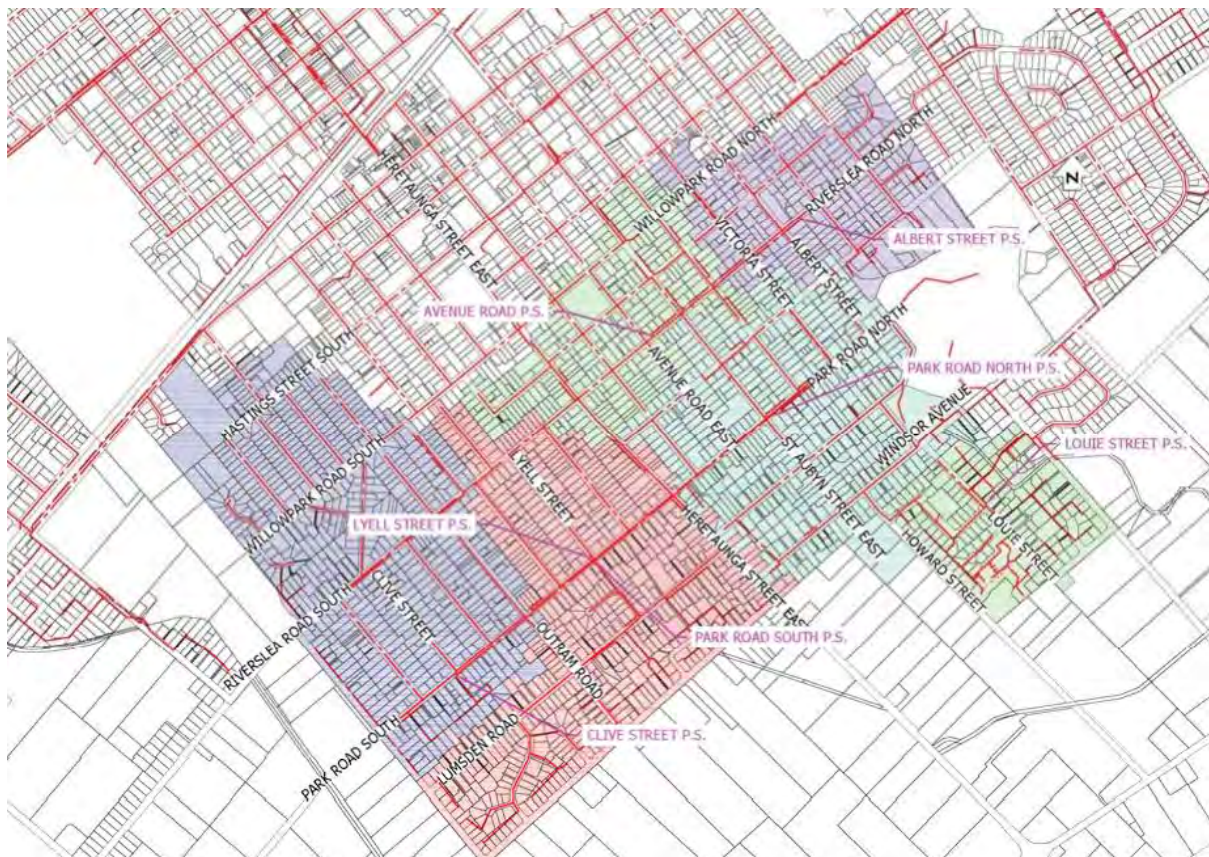 HERETAUNGA STREET EAST
WILLOWPARK ROAD NORTH
RIVERSLEA ROAD NORTH
N
VICTORIA STREET
ALBERT STREET
ALBERT STREET P.S.
AVENUE ROAD P.S.
PARK ROAD NORTH
HASTINGS STREET SOUTH
AVENUE ROAD EAST
PARK ROAD NORTH P.S.
WINDSOR AVENUE
ST AUBYN STREET EAST
LOUIE STREET P.S.
LYELL STREET
WILLOWPARK ROAD SOUTH
LYELL STREET P.S.
HERETAUNGA STREET EAST
LOUIE STREET
HOWARD STREET
CLIVE STREET
RIVERSLEA ROAD SOUTH
OUTRAM ROAD
PARK ROAD SOUTH P.S.
PARK ROAD SOUTH
LUMSDEN ROAD
CLIVE STREET P.S.